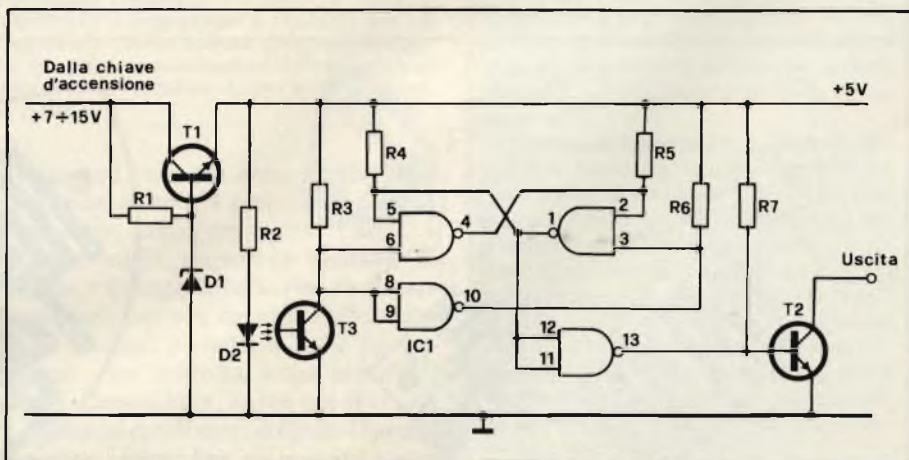 Dalla chiave
d'accensione
+7÷15V
T1
+5V
R1
R2
R3
R4
R5
R6
R7
5
4
6
1
2
3
D1
D2
T3
8
9
10
IC1
12
11
13
T2
Uscita